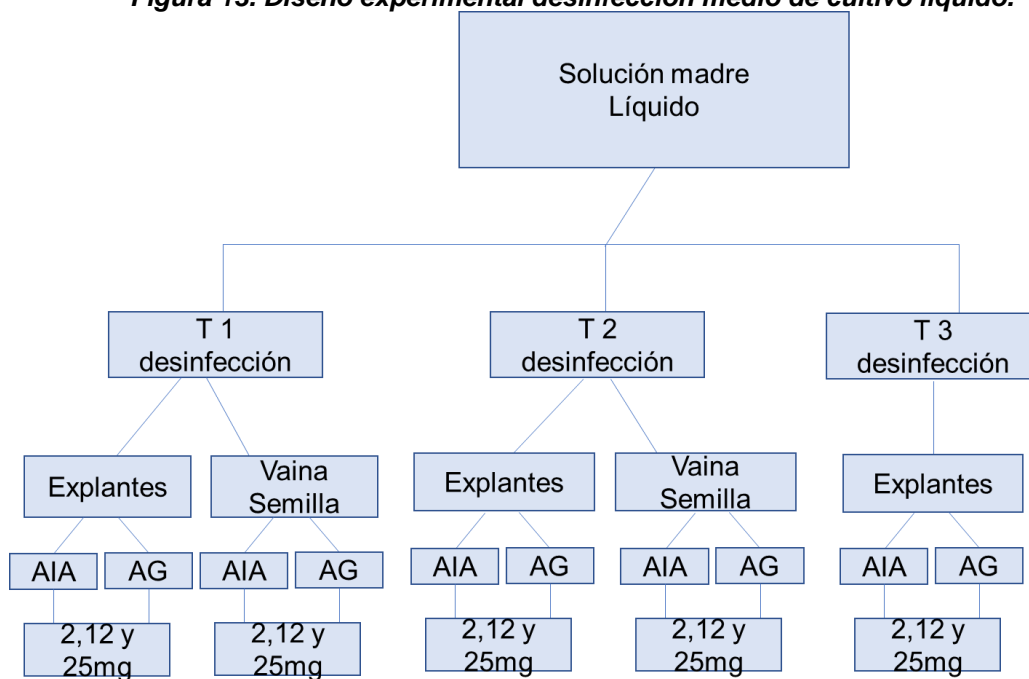 Figura 13. Diseño experimental desinfección medio de cultivo líquido.
Solución madre
Líquido
T 1
desinfección
T 2
desinfección
T 3
desinfección
Explantes
Vaina
Semilla
Explantes
Vaina
Semilla
Explantes
AIA
AG
AIA
AG
AIA
AG
AIA
AG
AIA
AG
2,12 y
25mg
2,12 y
25mg
2,12 y
25mg
2,12 y
25mg
2,12 y
25mg